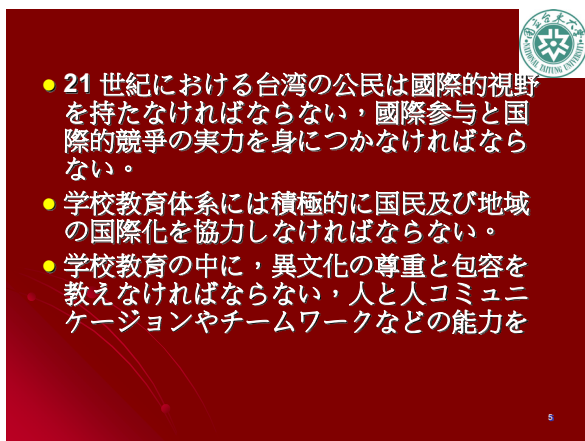 21 世紀における台湾の公民は國際的視野
を持たなければならない，國際参与と国
際的競爭の実力を身につかなければなら
ない。
学校教育体系には積極的に国民及び地域
の国際化を協力しなければならない。
学校教育の中に，異文化の尊重と包容を
教えなければならない，人と人コミュニ
ケーションやチームワークなどの能力を
5
NATIONAL TAITUNG UNIVERSITY